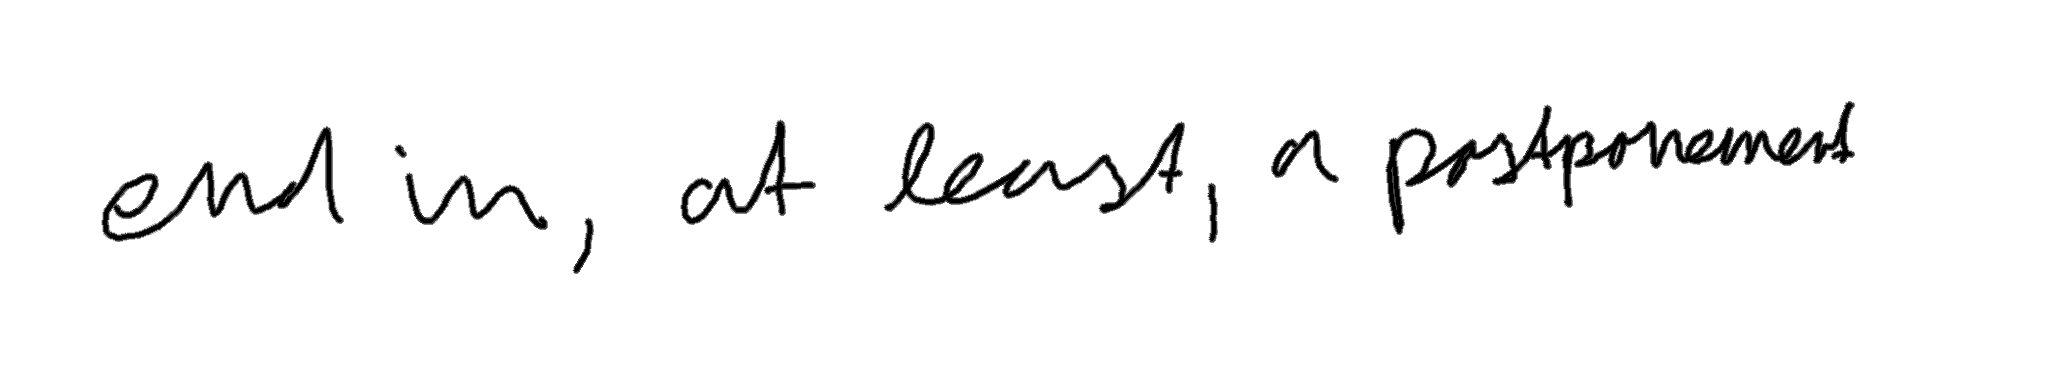 end in, at least, a postponement